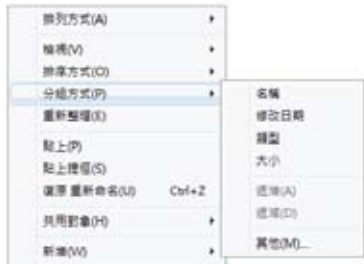 排列方式(A)
檢視(V)
排序方式(O)
分組方式(P)
重新整理(E)
貼上(P)
貼上捷徑(S)
復原 重新命名(U) Ctrl+Z
共用對象(H)
新增(W)
名稱
修改日期
類型
大小
遞增(A)
遞減(D)
其他(M)...